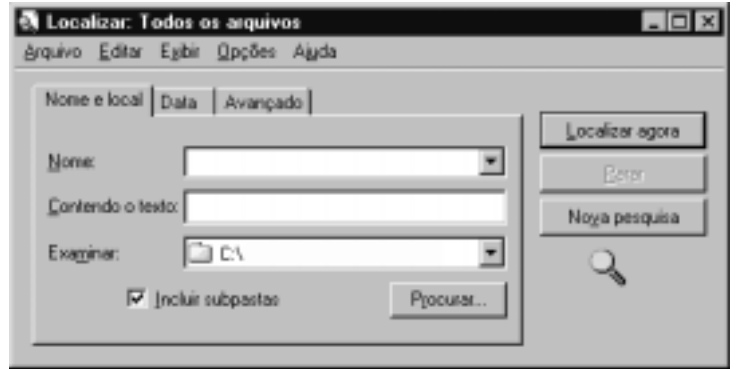 Localizar: Todos os arquivos
Arquivo Editar Exibir Opções Ajuda
Nome e local Data Avançado
Nome:
Contendo o texto:
Examinar: C:\
Incluir subpastas
Procurar...
Localizar agora
Parar
Nova pesquisa